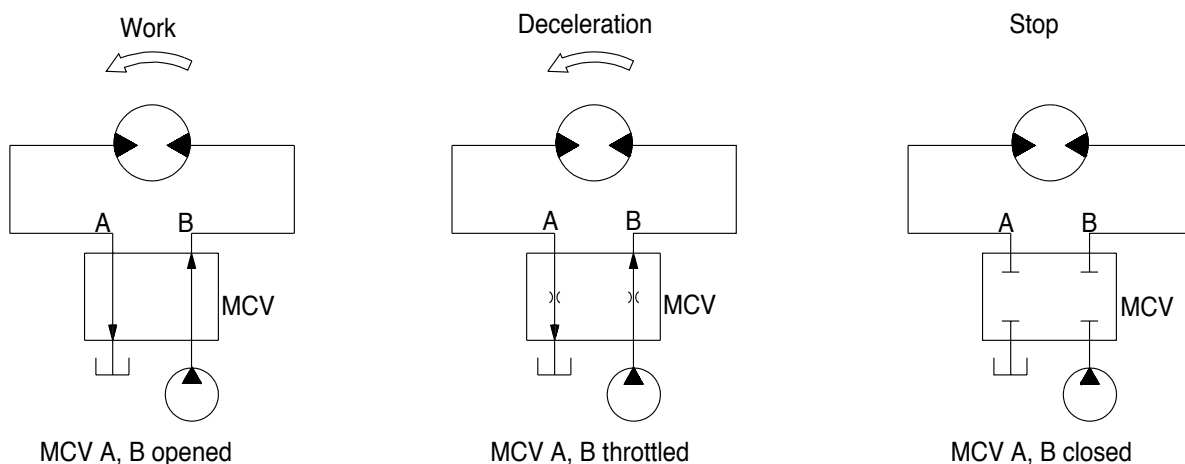 Work
A B
MCV
MCV A, B opened
Deceleration
A B
MCV
MCV A, B throttled
Stop
A B
MCV
MCV A, B closed